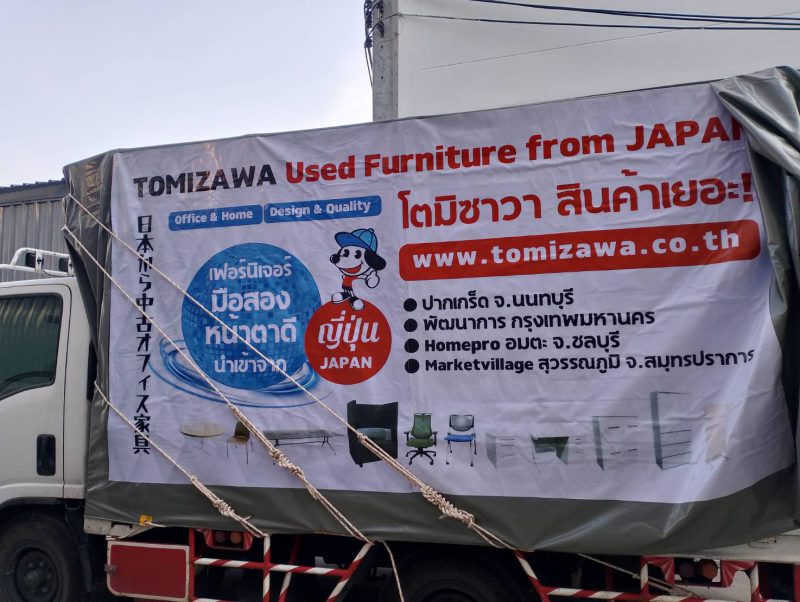 TOMIZAWA Used Furniture from JAPAN
Office & Home Design & Quality
โตมิซาวา สินค้าเยอะ!
www.tomizawa.co.th
日本から中古オフィス家具
เฟอร์นิเจอร์
มือสอง
หน้าตาดี
นำเข้าจาก
ญี่ปุ่น
JAPAN
● ปากเกร็ด จ.นนทบุรี
● พัฒนาการ กรุงเทพมหานคร
● Homepro อมตะ จ.ชลบุรี
● Marketvillage สุวรรณภูมิ จ.สมุทรปราการ